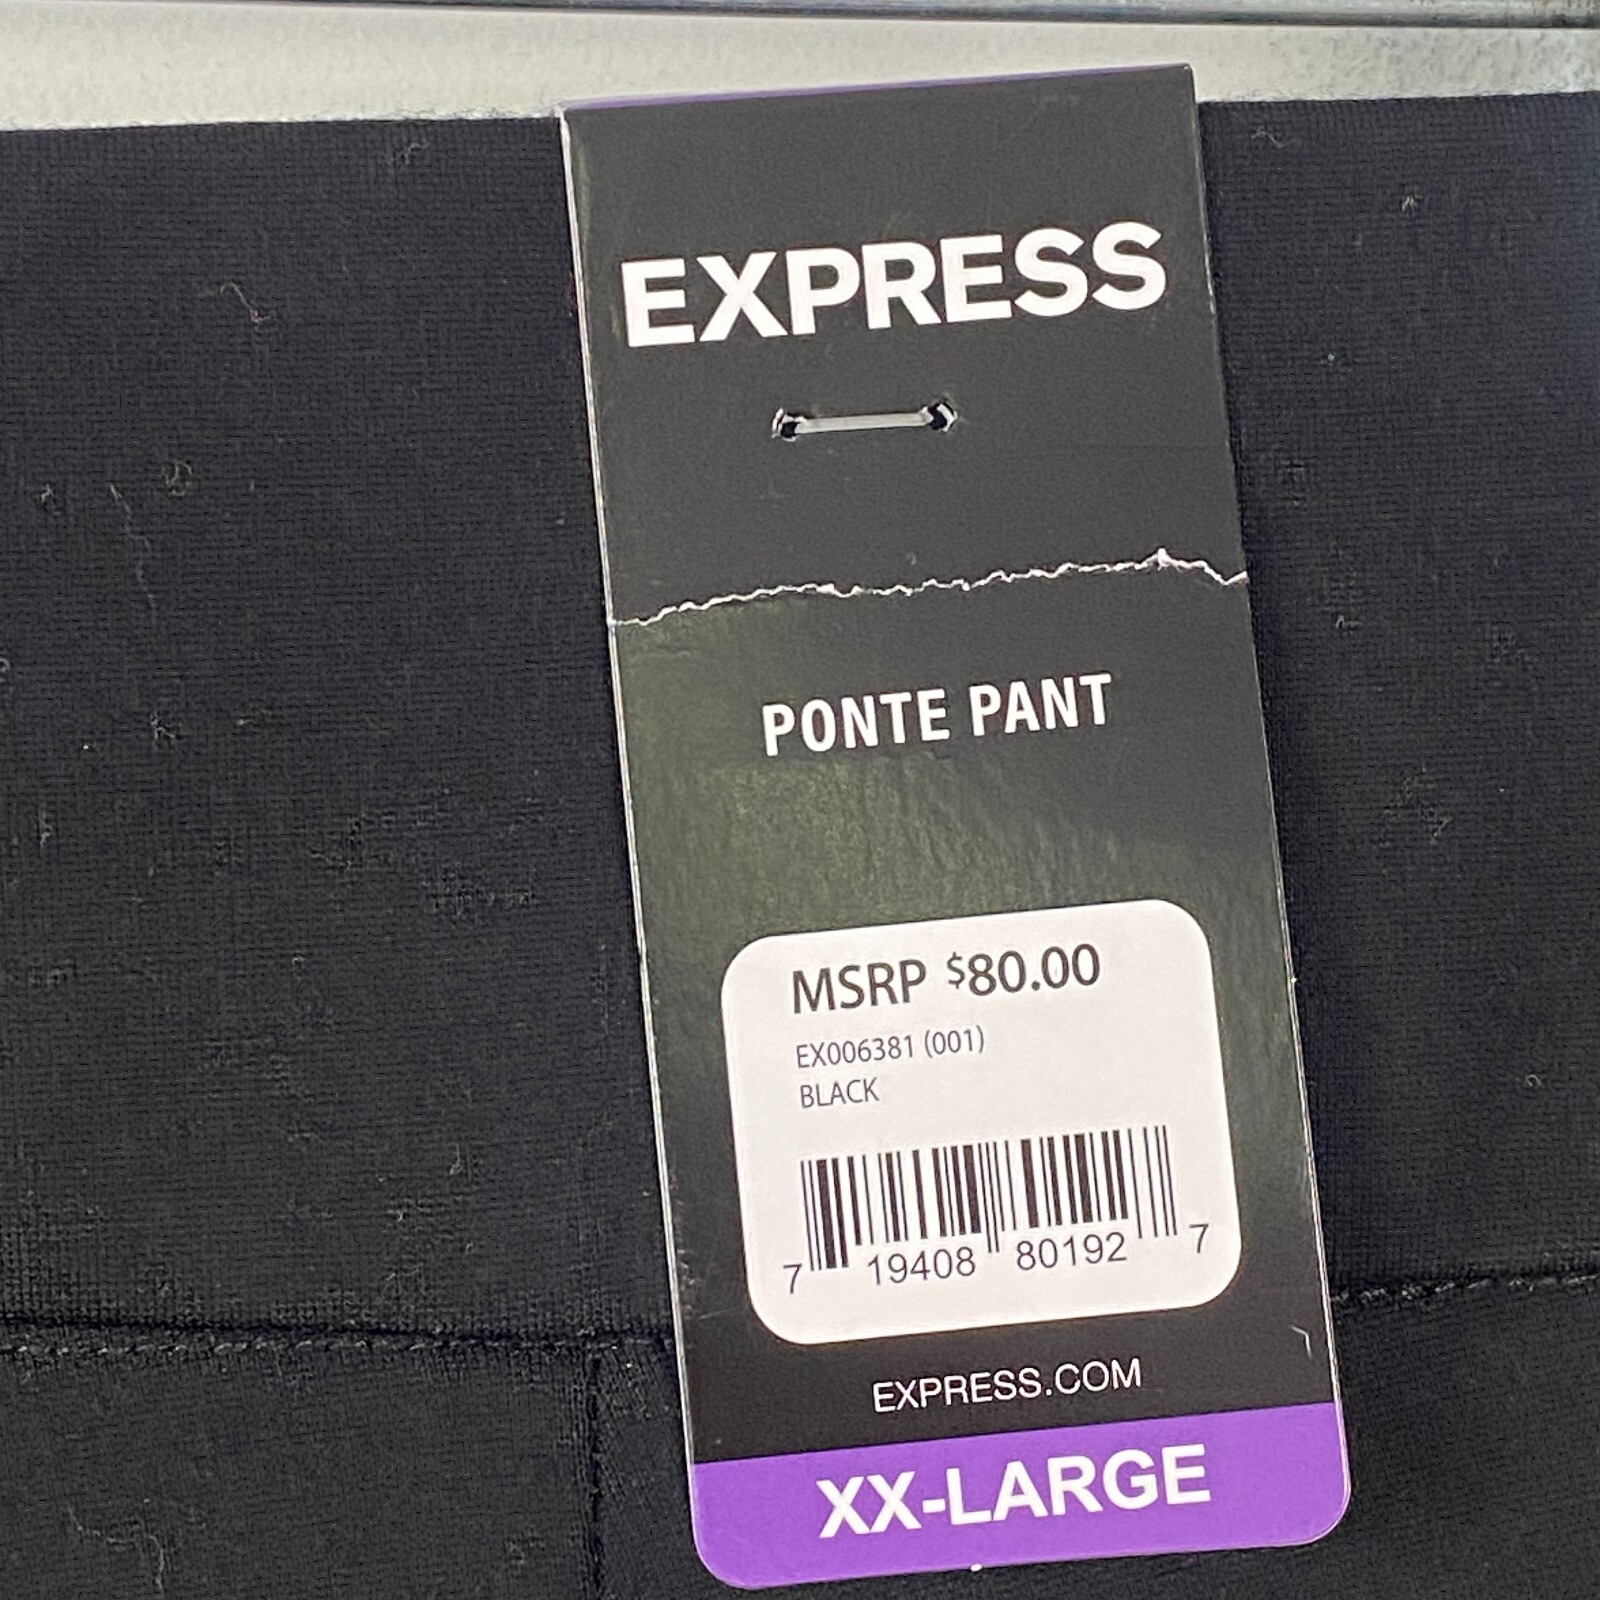 EXPRESS
PONTE PANT
MSRP $80.00
EX006381 (001)
BLACK
7 19408 80192 7
EXPRESS.COM
XX-LARGE